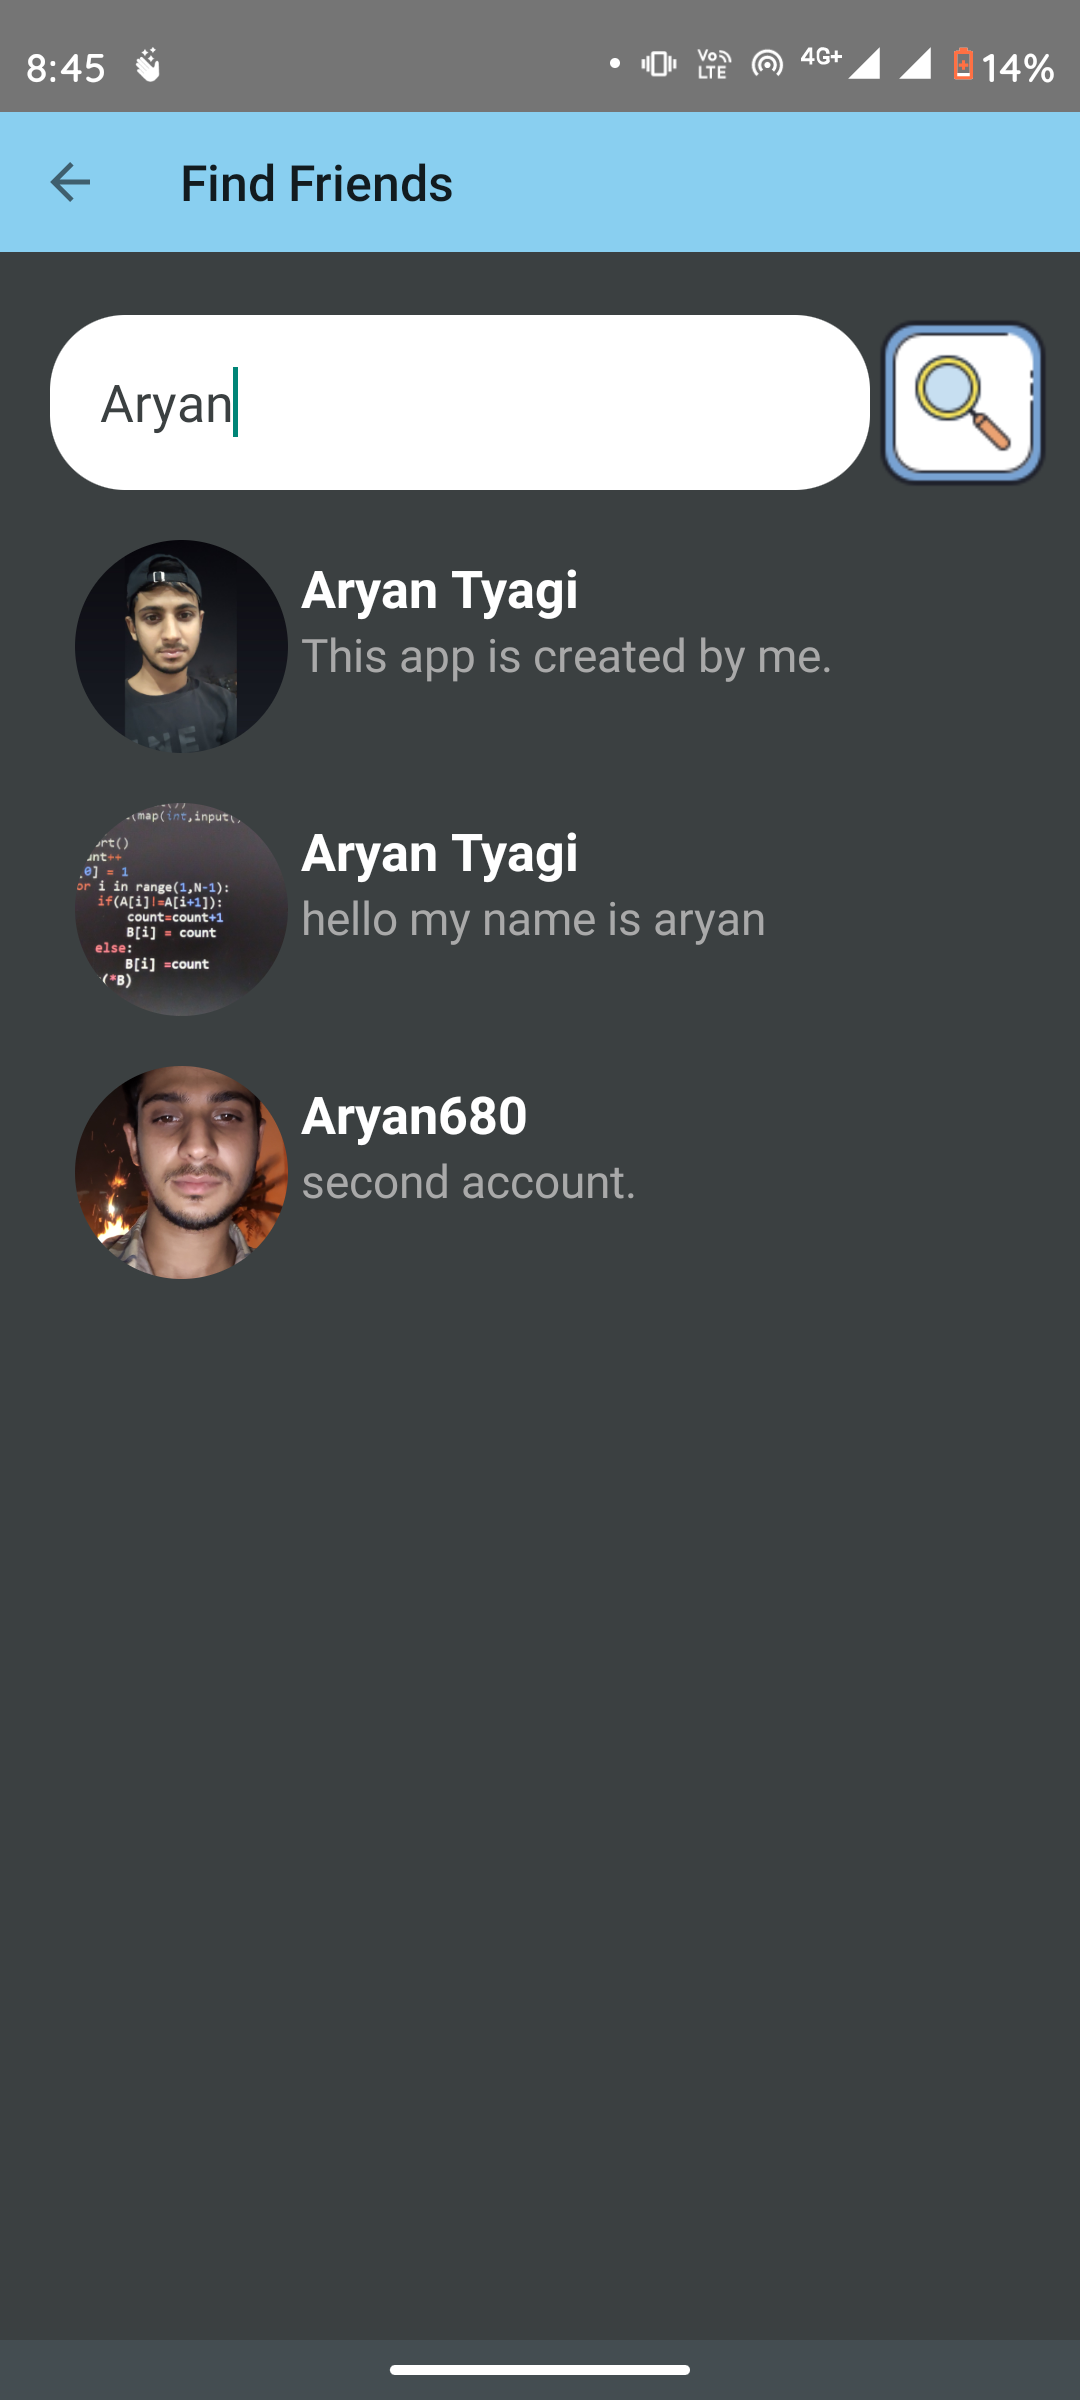 8:45 VoLTE 4G+ 14%
Find Friends
Aryan
Aryan Tyagi
This app is created by me.
(map(int,input()
ort()
unt++
[0] = 1
or i in range(1,N-1):
if(A[i]!=A[i+1]):
count=count+1
B[i] = count
else:
B[i] =count
(*B)
Aryan Tyagi
hello my name is aryan
Aryan680
second account.